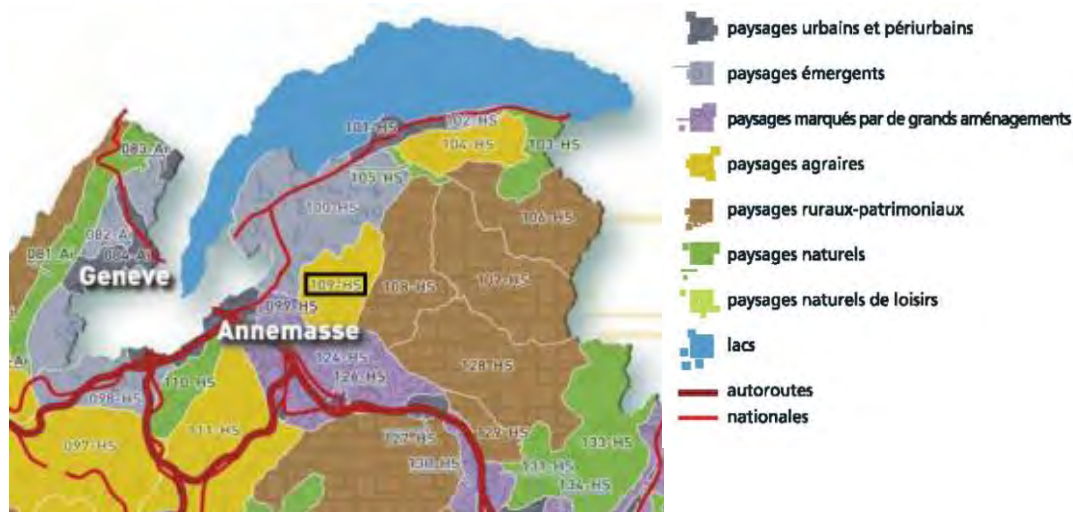 paysages urbains et périurbains
paysages émergents
paysages marqués par de grands aménagements
paysages agraires
paysages ruraux-patrimoniaux
paysages naturels
paysages naturels de loisirs
lacs
autoroutes
nationales
083-Ar
101-HS
102-HS
104-HS
103-HS
105-HS
100-HS
106-HS
082-A
081-Ar
084-A
Genève
109-HS
108-HS
107-HS
099-HS
Annemasse
124-HS
128-HS
126-HS
110-HS
098-HS
111-HS
097-HS
127-HS
129-HS
133-HS
130-HS
131-HS
134-HS